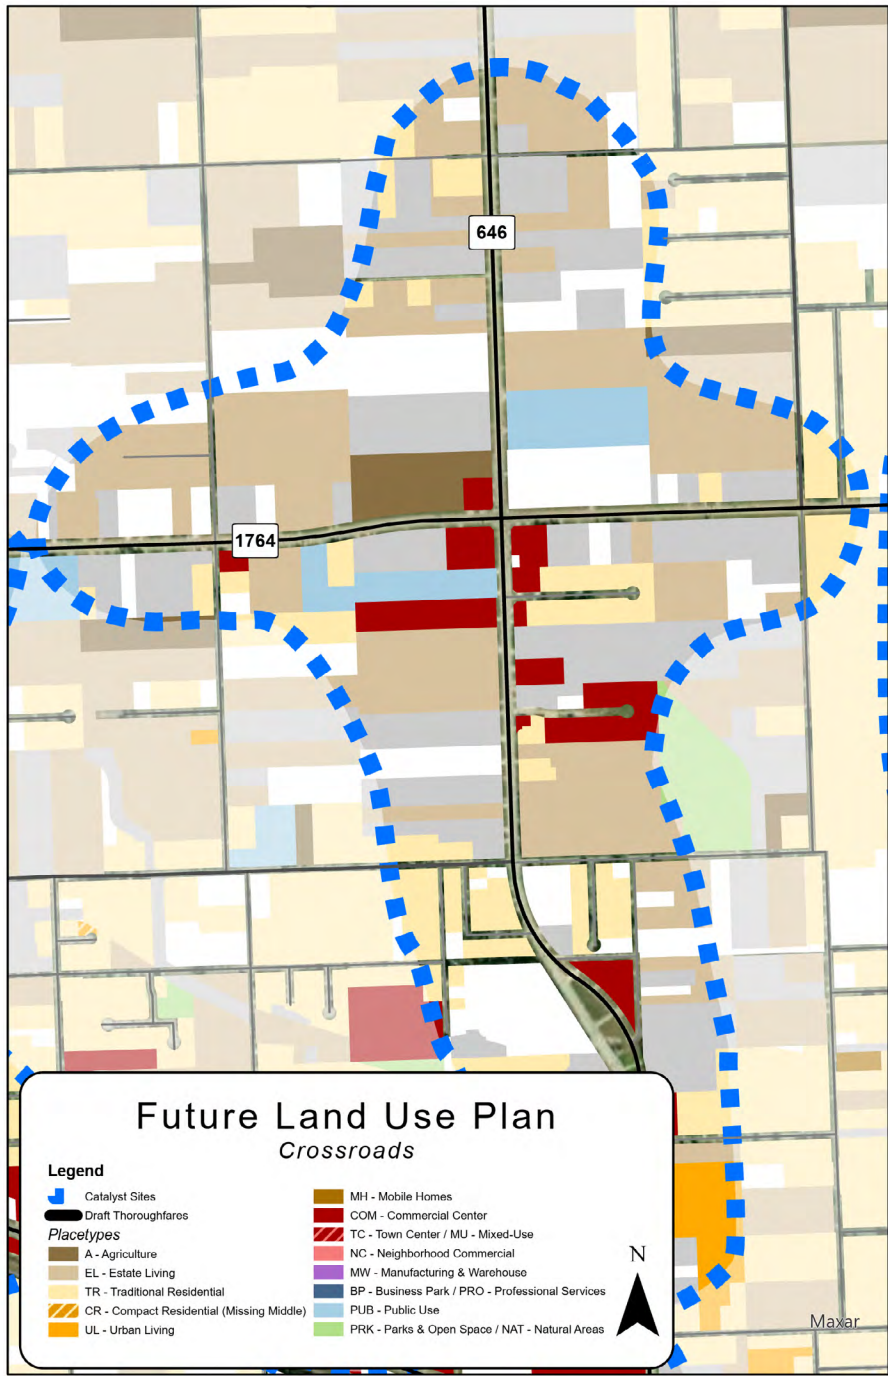 646
1764
Future Land Use Plan
Crossroads
Legend
Catalyst Sites
Draft Thoroughfares
Placetypes
A - Agriculture
EL - Estate Living
TR - Traditional Residential
CR - Compact Residential (Missing Middle)
UL - Urban Living
MH - Mobile Homes
COM - Commercial Center
TC - Town Center / MU - Mixed-Use
NC - Neighborhood Commercial
MW - Manufacturing & Warehouse
BP - Business Park / PRO - Professional Services
PUB - Public Use
PRK - Parks & Open Space / NAT - Natural Areas
N
Maxar